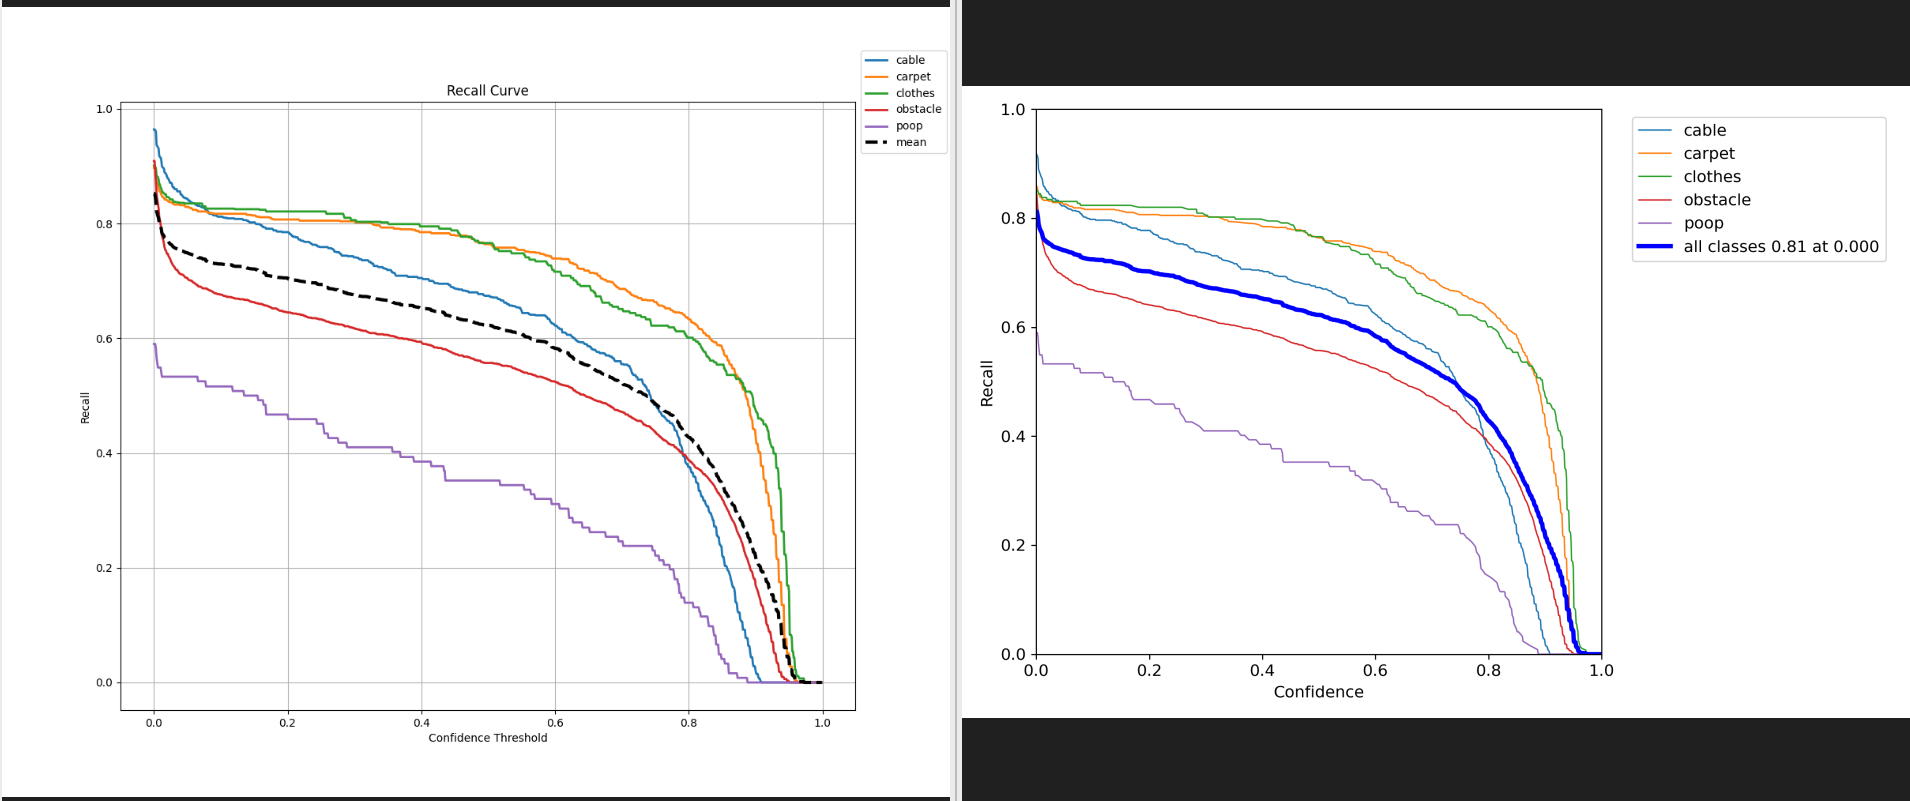 Recall Curve
cable
carpet
clothes
obstacle
poop
mean
1.0
0.8
0.6
0.4
0.2
0.0
Recall
0.0 0.2 0.4 0.6 0.8 1.0
Confidence Threshold
1.0
0.8
0.6
0.4
0.2
0.0
Recall
0.0 0.2 0.4 0.6 0.8 1.0
Confidence
cable
carpet
clothes
obstacle
poop
all classes 0.81 at 0.000